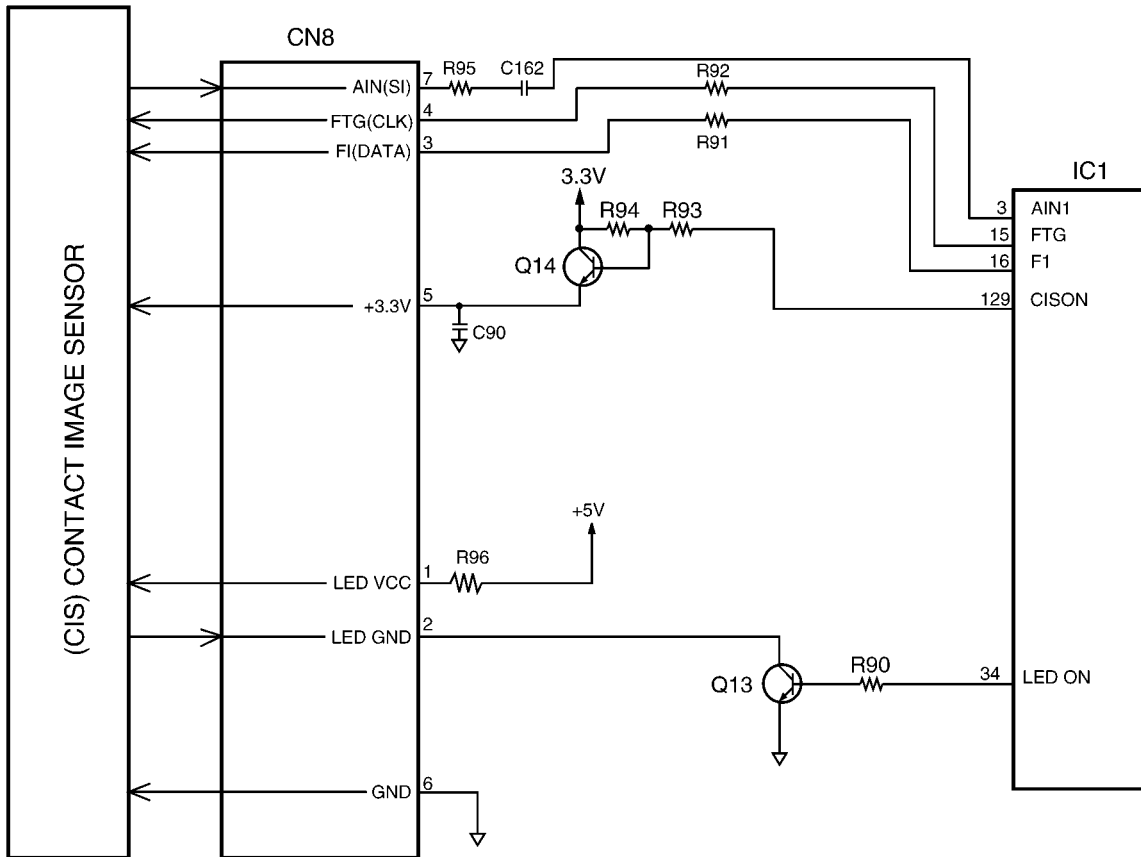 CN8
IC1
(CIS) CONTACT IMAGE SENSOR
AIN(SI)
7
R95
C162
R92
FTG(CLK)
4
R91
FI(DATA)
3
3.3V
R94
R93
Q14
3
AIN1
15
FTG
16
F1
129
CISON
+3.3V
5
C90
+5V
R96
LED VCC
1
LED GND
2
Q13
R90
34
LED ON
GND
6